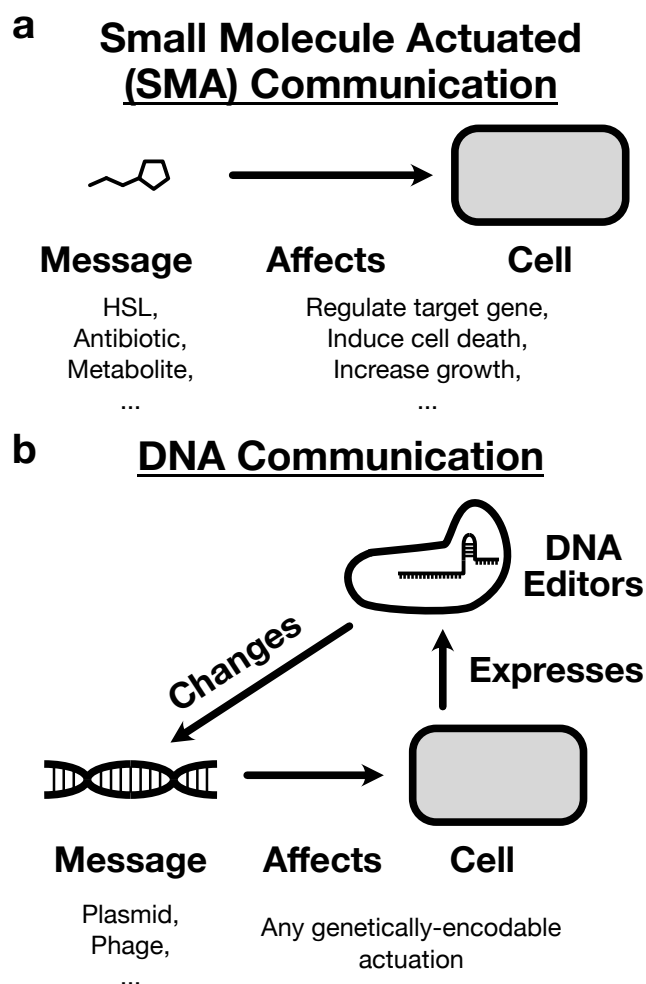 a
Small Molecule Actuated
(SMA) Communication
Message
Affects
Cell
HSL,
Antibiotic,
Metabolite,
...
Regulate target gene,
Induce cell death,
Increase growth,
...
b
DNA Communication
DNA
Editors
Changes
Expresses
Message
Affects
Cell
Plasmid,
Phage,
...
Any genetically-encodable
actuation